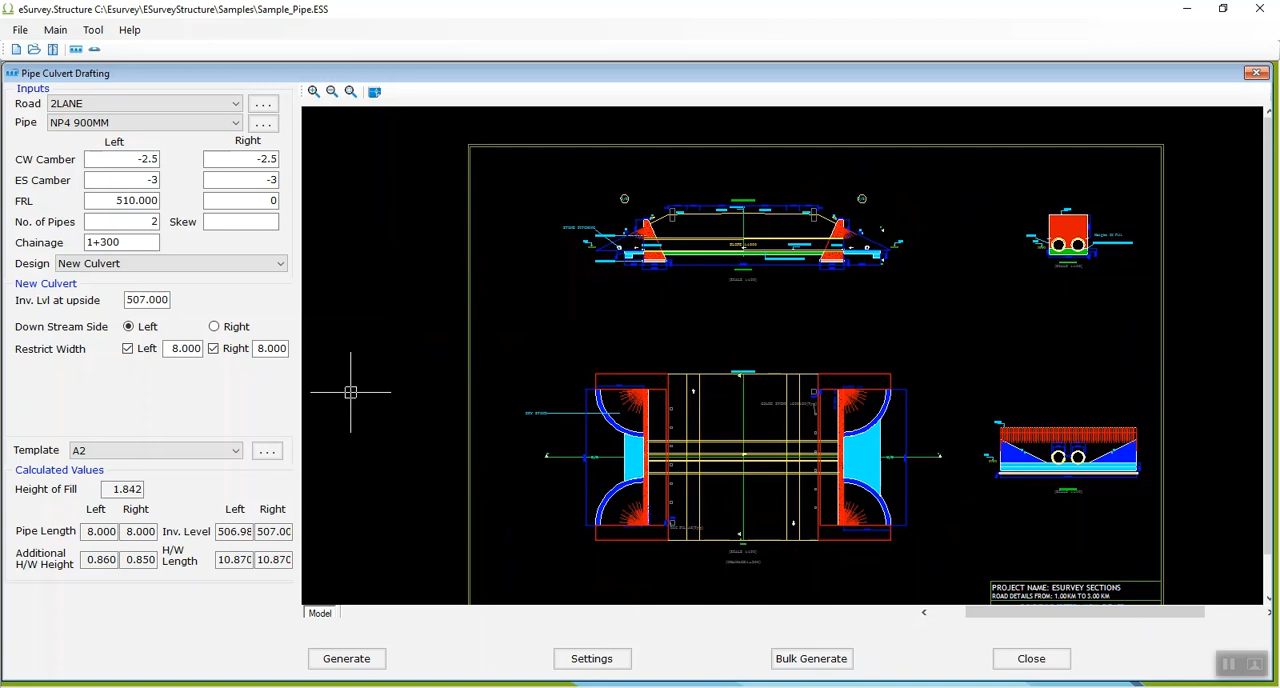 eSurvey.Structure C:\Esurvey\ESurveyStructure\Samples\Sample_Pipe.ESS
File Main Tool Help
Pipe Culvert Drafting
Inputs
Road 2LANE ...
Pipe NP4 900MM ...
Left Right
CW Camber -2.5 -2.5
ES Camber -3 -3
FRL 510.000 0
No. of Pipes 2 Skew
Chainage 1+300
Design New Culvert
New Culvert
Inv. Lvl at upside 507.000
Down Stream Side Left Right
Restrict Width Left 8.000 Right 8.000
Template A2 ...
Calculated Values
Height of Fill 1.842
Left Right Left Right
Pipe Length 8.000 8.000 Inv. Level 506.98 507.00
Additional H/W Height 0.860 0.850 H/W Length 10.870 10.870
PROJECT NAME: ESURVEY SECTIONS
ROAD DETAILS FROM: 1.00KM TO 3.00 KM
Model
Generate Settings Bulk Generate Close